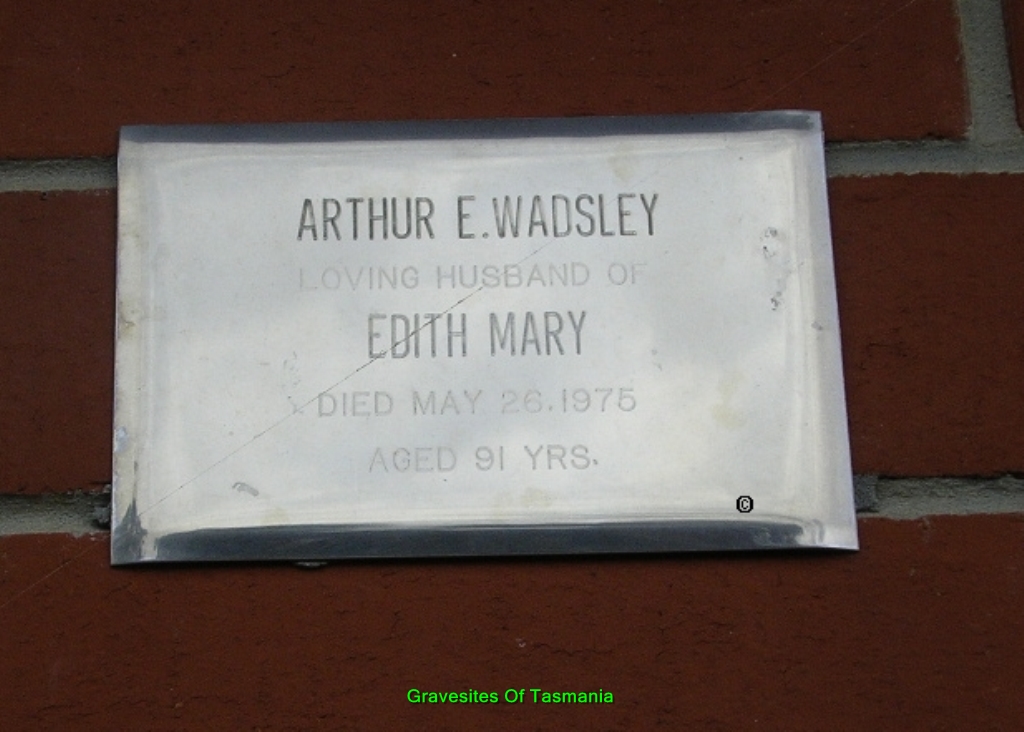 ARTHUR E. WADSLEY
LOVING HUSBAND OF
EDITH MARY
DIED MAY 26.1975
AGED 91 YRS.
©
Gravesites Of Tasmania